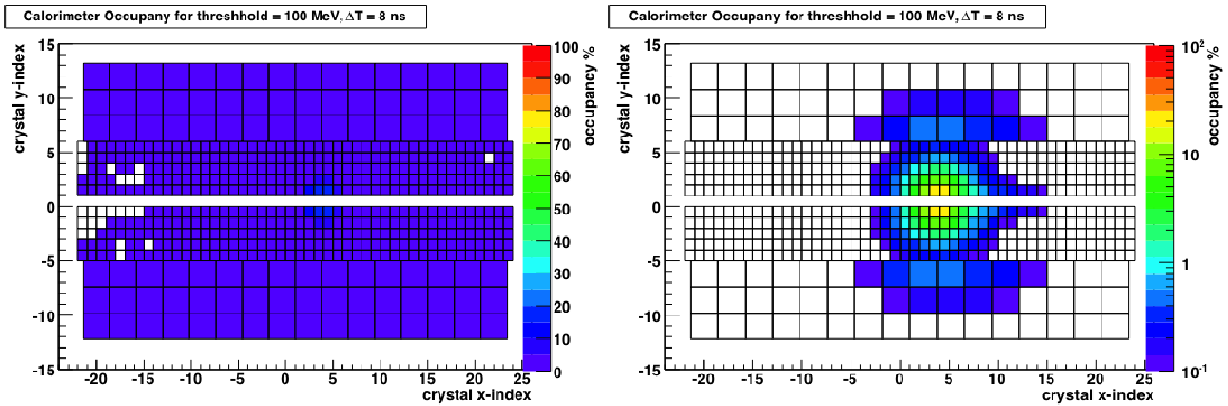 Calorimeter Occupany for threshhold = 100 MeV, ΔT = 8 ns
crystal y-index
15
10
5
0
-5
-10
-15
-20 -15 -10 -5 0 5 10 15 20 25
crystal x-index
100
90
80
70
60
50
40
30
20
10
0
occupancy %
Calorimeter Occupany for threshhold = 100 MeV, ΔT = 8 ns
crystal y-index
15
10
5
0
-5
-10
-15
-20 -15 -10 -5 0 5 10 15 20 25
crystal x-index
10²
10
1
10⁻¹
occupancy %